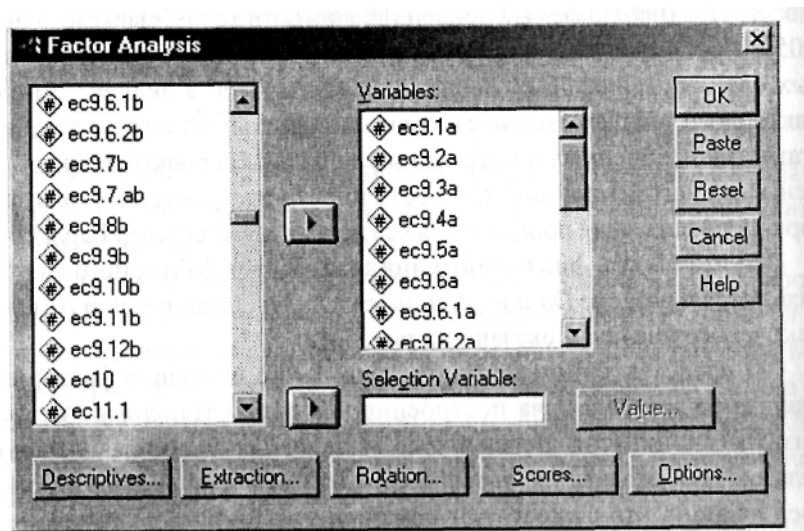 Factor Analysis
ec9.6.1b
ec9.6.2b
ec9.7b
ec9.7.ab
ec9.8b
ec9.9b
ec9.10b
ec9.11b
ec9.12b
ec10
ec11.1
Variables:
ec9.1a
ec9.2a
ec9.3a
ec9.4a
ec9.5a
ec9.6a
ec9.6.1a
ec9.6.2a
Selection Variable:
Value...
OK
Paste
Reset
Cancel
Help
Descriptives...
Extraction...
Rotation...
Scores...
Options...